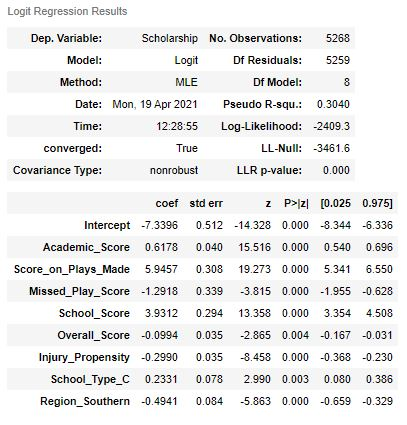 Logit Regression Results
Dep. Variable: Scholarship No. Observations: 5268
Model: Logit Df Residuals: 5259
Method: MLE Df Model: 8
Date: Mon, 19 Apr 2021 Pseudo R-squ.: 0.3040
Time: 12:28:55 Log-Likelihood: -2409.3
converged: True LL-Null: -3461.6
Covariance Type: nonrobust LLR p-value: 0.000
coef std err z P>|z| [0.025 0.975]
Intercept -7.3396 0.512 -14.328 0.000 -8.344 -6.336
Academic_Score 0.6178 0.040 15.516 0.000 0.540 0.696
Score_on_Plays_Made 5.9457 0.308 19.273 0.000 5.341 6.550
Missed_Play_Score -1.2918 0.339 -3.815 0.000 -1.955 -0.628
School_Score 3.9312 0.294 13.358 0.000 3.354 4.508
Overall_Score -0.0994 0.035 -2.865 0.004 -0.167 -0.031
Injury_Propensity -0.2990 0.035 -8.458 0.000 -0.368 -0.230
School_Type_C 0.2331 0.078 2.990 0.003 0.080 0.386
Region_Southern -0.4941 0.084 -5.863 0.000 -0.659 -0.329